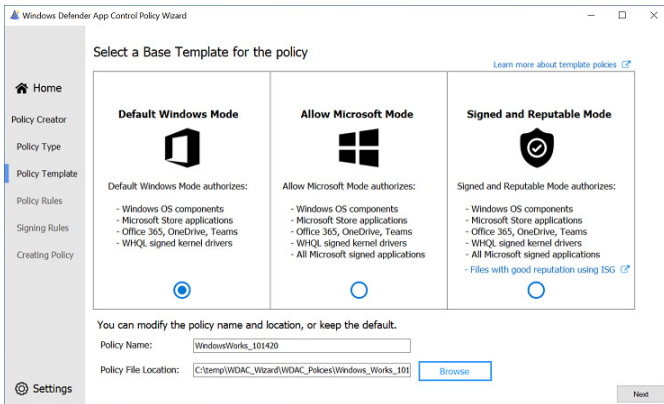 Windows Defender App Control Policy Wizard
Select a Base Template for the policy
Learn more about template policies
Home
Policy Creator
Policy Type
Policy Template
Policy Rules
Signing Rules
Creating Policy
Settings
Default Windows Mode
Default Windows Mode authorizes:
- Windows OS components
- Microsoft Store applications
- Office 365, OneDrive, Teams
- WHQL signed kernel drivers
Allow Microsoft Mode
Allow Microsoft Mode authorizes:
- Windows OS components
- Microsoft Store applications
- Office 365, OneDrive, Teams
- WHQL signed kernel drivers
- All Microsoft signed applications
Signed and Reputable Mode
Signed and Reputable Mode authorizes:
- Windows OS components
- Microsoft Store applications
- Office 365, OneDrive, Teams
- WHQL signed kernel drivers
- All Microsoft signed applications
- Files with good reputation using ISG
You can modify the policy name and location, or keep the default.
Policy Name:
WindowsWorks_101420
Policy File Location:
C:\temp\WDAC_Wizard\WDAC_Policies\Windows_Works_101
Browse
Next